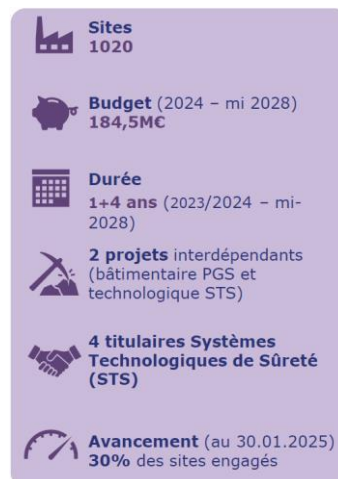 Sites
1020
Budget (2024 – mi 2028)
184,5M€
Durée
1+4 ans (2023/2024 – mi-
2028)
2 projets interdépendants
(bâtimentaire PGS et
technologique STS)
4 titulaires Systèmes
Technologiques de Sûreté
(STS)
Avancement (au 30.01.2025)
30% des sites engagés